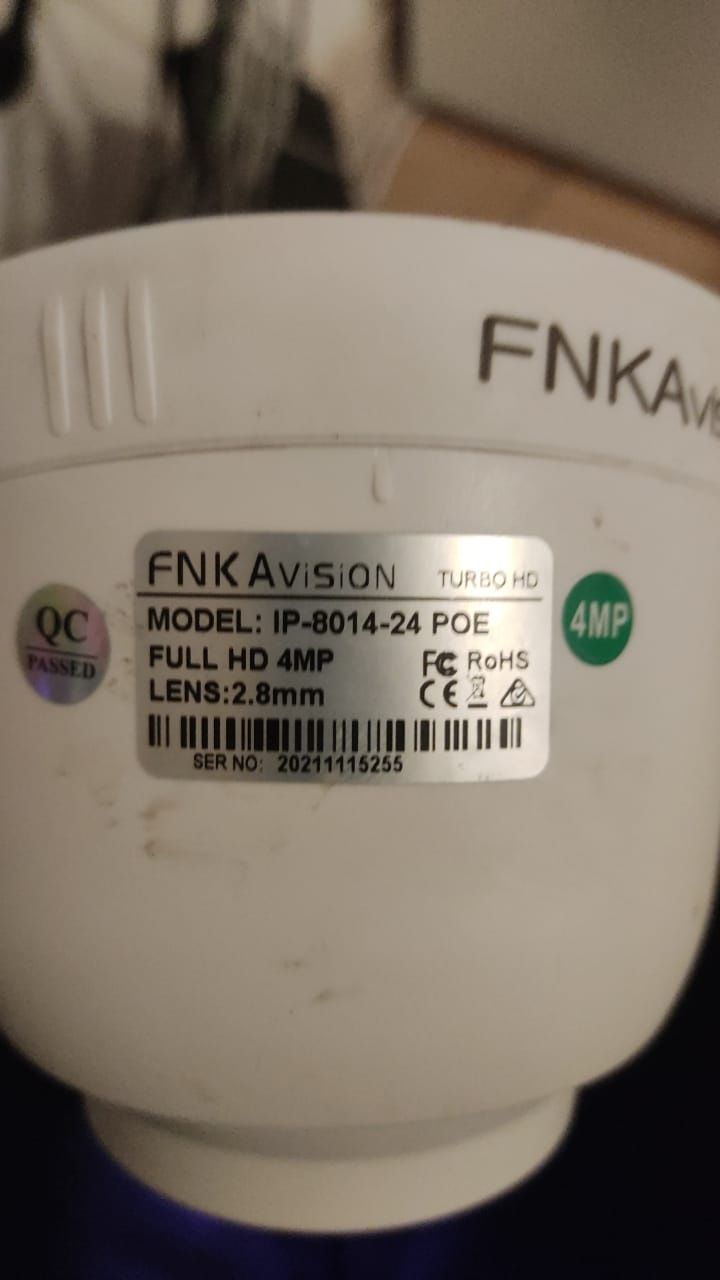 FNKAVIS
QC
PASSED
FNKAViSiON TURBO HD
MODEL: IP-8014-24 POE
FULL HD 4MP
FC RoHS
LENS:2.8mm
CE
SER NO: 20211115255
4MP